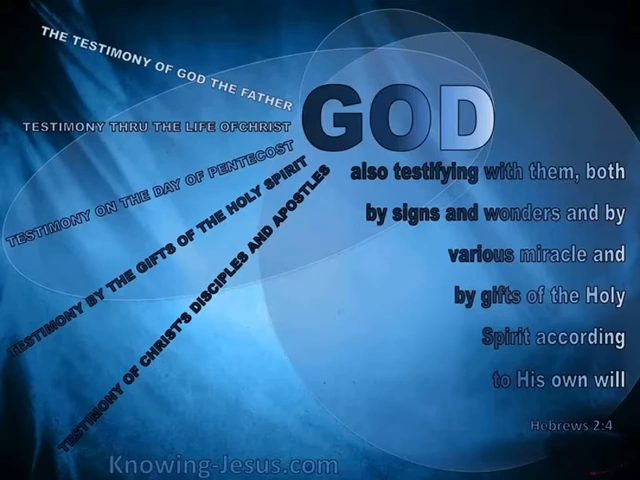 THE TESTIMONY OF GOD THE FATHER
TESTIMONY THRU THE LIFE OFCHRIST
TESTIMONY ON THE DAY OF PENTECOST
TESTIMONY BY THE GIFTS OF THE HOLY SPIRIT
TESTIMONY OF CHRIST'S DISCIPLES AND APOSTLES
GOD
also testifying with them, both
by signs and wonders and by
various miracle and
by gifts of the Holy
Spirit according
to His own will
Hebrews 2:4
Knowing-Jesus.com